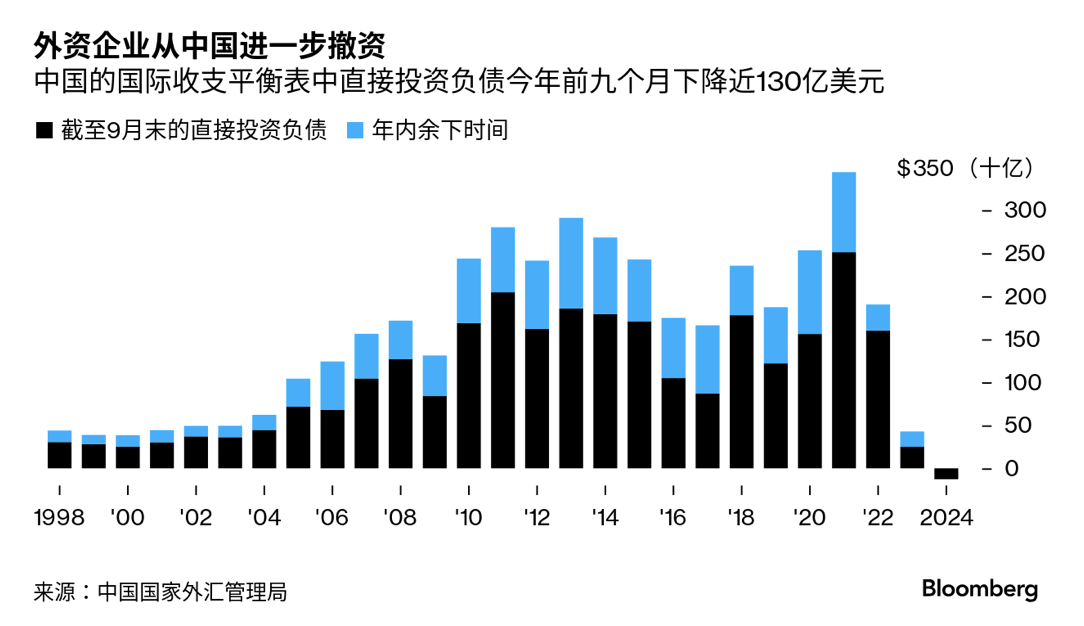 外资企业从中国进一步撤资
中国的国际收支平衡表中直接投资负债今年前九个月下降近130亿美元
截至9月末的直接投资负债 年内余下时间
$350（十亿）
300
250
200
150
100
50
0
1998 '00 '02 '04 '06 '08 '10 '12 '14 '16 '18 '20 '22 2024
来源：中国国家外汇管理局
Bloomberg